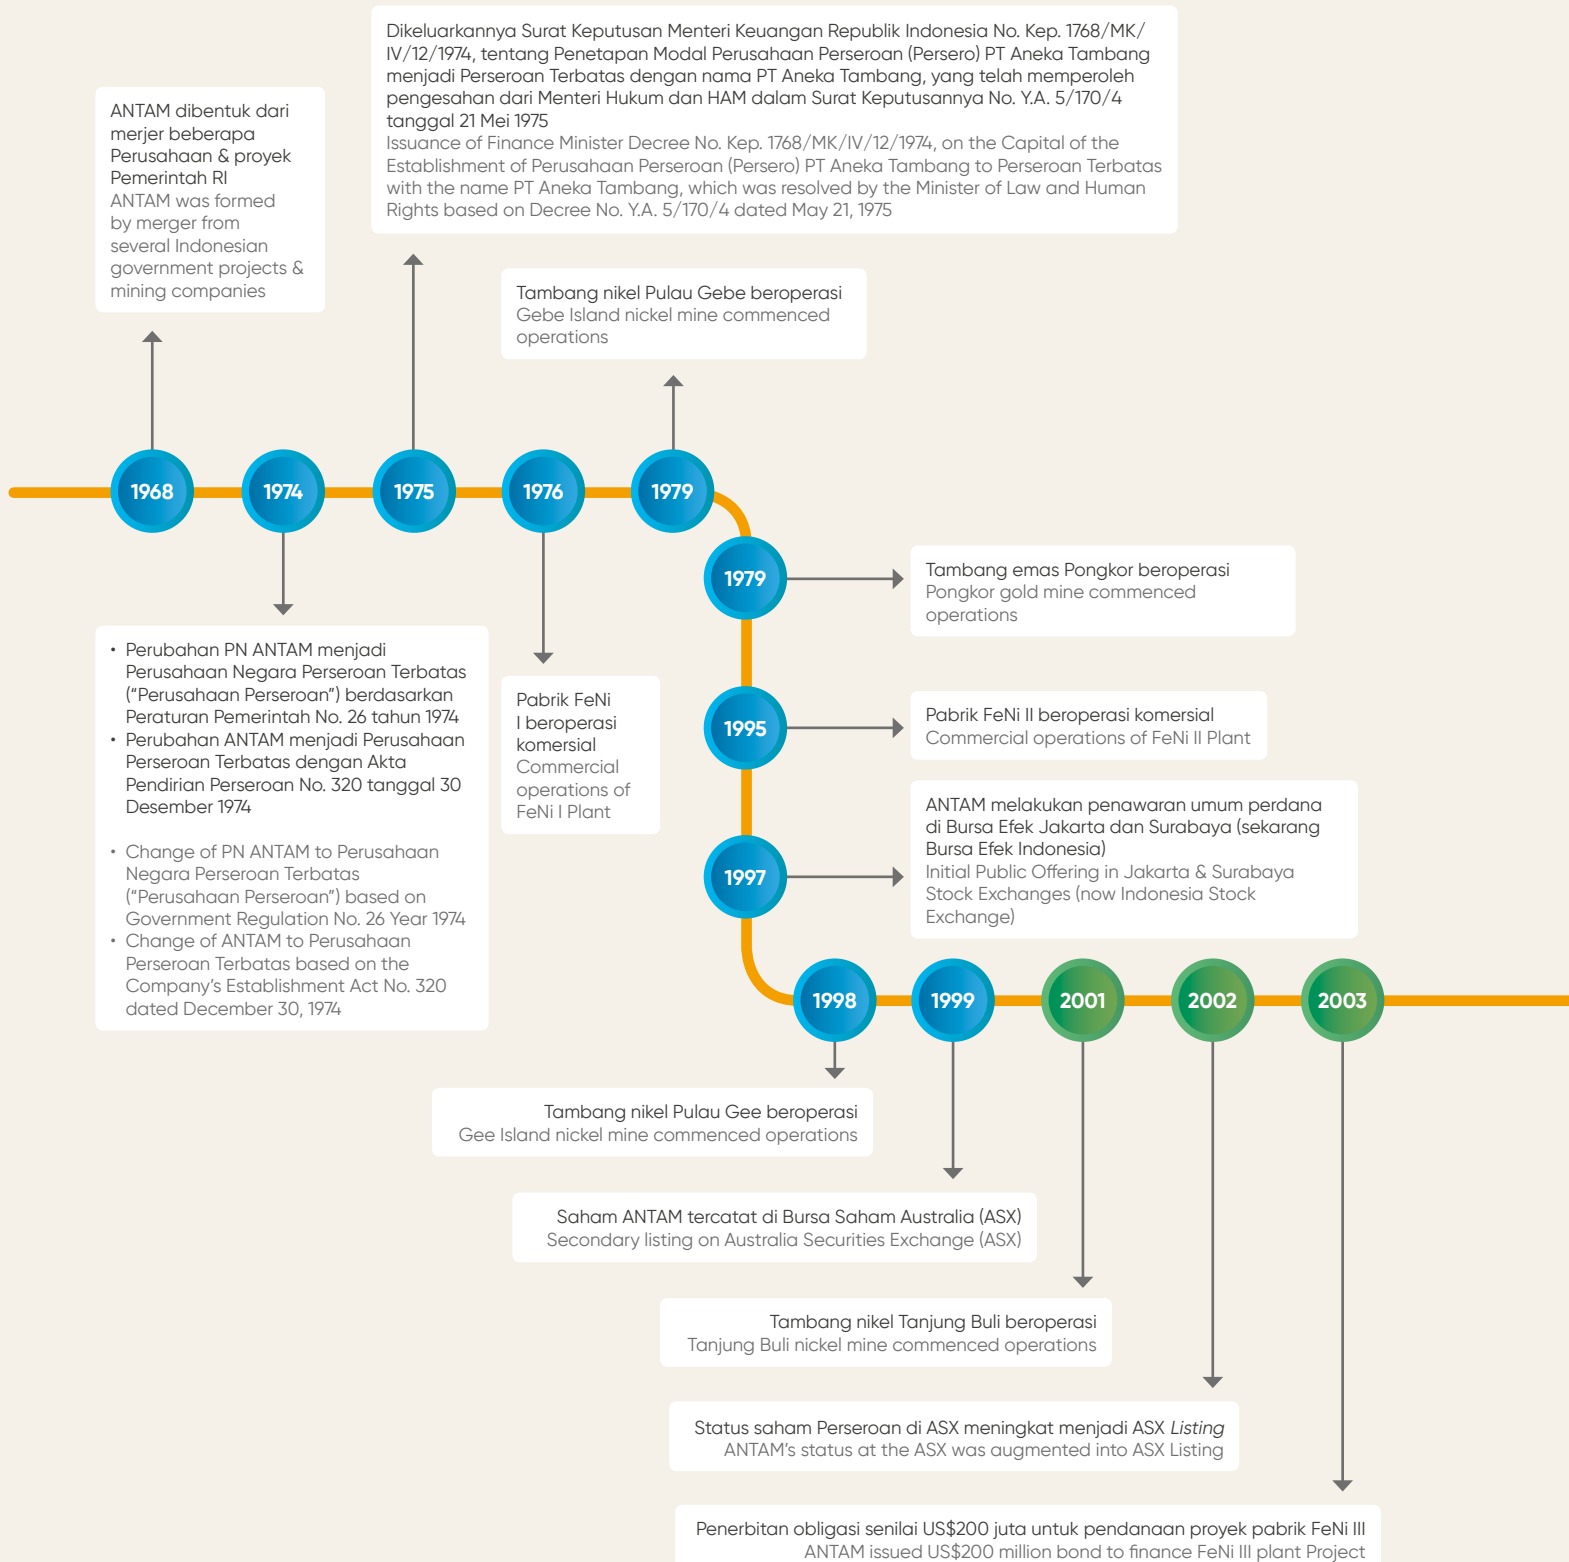 Dikeluarkannya Surat Keputusan Menteri Keuangan Republik Indonesia No. Kep. 1768/MK/
IV/12/1974, tentang Penetapan Modal Perusahaan Perseroan (Persero) PT Aneka Tambang
menjadi Perseroan Terbatas dengan nama PT Aneka Tambang, yang telah memperoleh
pengesahan dari Menteri Hukum dan HAM dalam Surat Keputusannya No. Y.A. 5/170/4
tanggal 21 Mei 1975
Issuance of Finance Minister Decree No. Kep. 1768/MK/IV/12/1974, on the Capital of the
Establishment of Perusahaan Perseroan (Persero) PT Aneka Tambang to Perseroan Terbatas
with the name PT Aneka Tambang, which was resolved by the Minister of Law and Human
Rights based on Decree No. Y.A. 5/170/4 dated May 21, 1975
ANTAM dibentuk dari
merjer beberapa
Perusahaan & proyek
Pemerintah RI
ANTAM was formed
by merger from
several Indonesian
government projects &
mining companies
Tambang nikel Pulau Gebe beroperasi
Gebe Island nickel mine commenced
operations
1968
1974
1975
1976
1979
• Perubahan PN ANTAM menjadi
Perusahaan Negara Perseroan Terbatas
(“Perusahaan Perseroan”) berdasarkan
Peraturan Pemerintah No. 26 tahun 1974
• Perubahan ANTAM menjadi Perusahaan
Perseroan Terbatas dengan Akta
Pendirian Perseroan No. 320 tanggal 30
Desember 1974
• Change of PN ANTAM to Perusahaan
Negara Perseroan Terbatas
(“Perusahaan Perseroan”) based on
Government Regulation No. 26 Year 1974
• Change of ANTAM to Perusahaan
Perseroan Terbatas based on the
Company’s Establishment Act No. 320
dated December 30, 1974
Pabrik FeNi
I beroperasi
komersial
Commercial
operations of
FeNi I Plant
1979
Tambang emas Pongkor beroperasi
Pongkor gold mine commenced
operations
1995
Pabrik FeNi II beroperasi komersial
Commercial operations of FeNi II Plant
1997
ANTAM melakukan penawaran umum perdana
di Bursa Efek Jakarta dan Surabaya (sekarang
Bursa Efek Indonesia)
Initial Public Offering in Jakarta & Surabaya
Stock Exchanges (now Indonesia Stock
Exchange)
1998
1999
2001
2002
2003
Tambang nikel Pulau Gee beroperasi
Gee Island nickel mine commenced operations
Saham ANTAM tercatat di Bursa Saham Australia (ASX)
Secondary listing on Australia Securities Exchange (ASX)
Tambang nikel Tanjung Buli beroperasi
Tanjung Buli nickel mine commenced operations
Status saham Perseroan di ASX meningkat menjadi ASX Listing
ANTAM’s status at the ASX was augmented into ASX Listing
Penerbitan obligasi senilai US$200 juta untuk pendanaan proyek pabrik FeNi III
ANTAM issued US$200 million bond to finance FeNi III plant Project